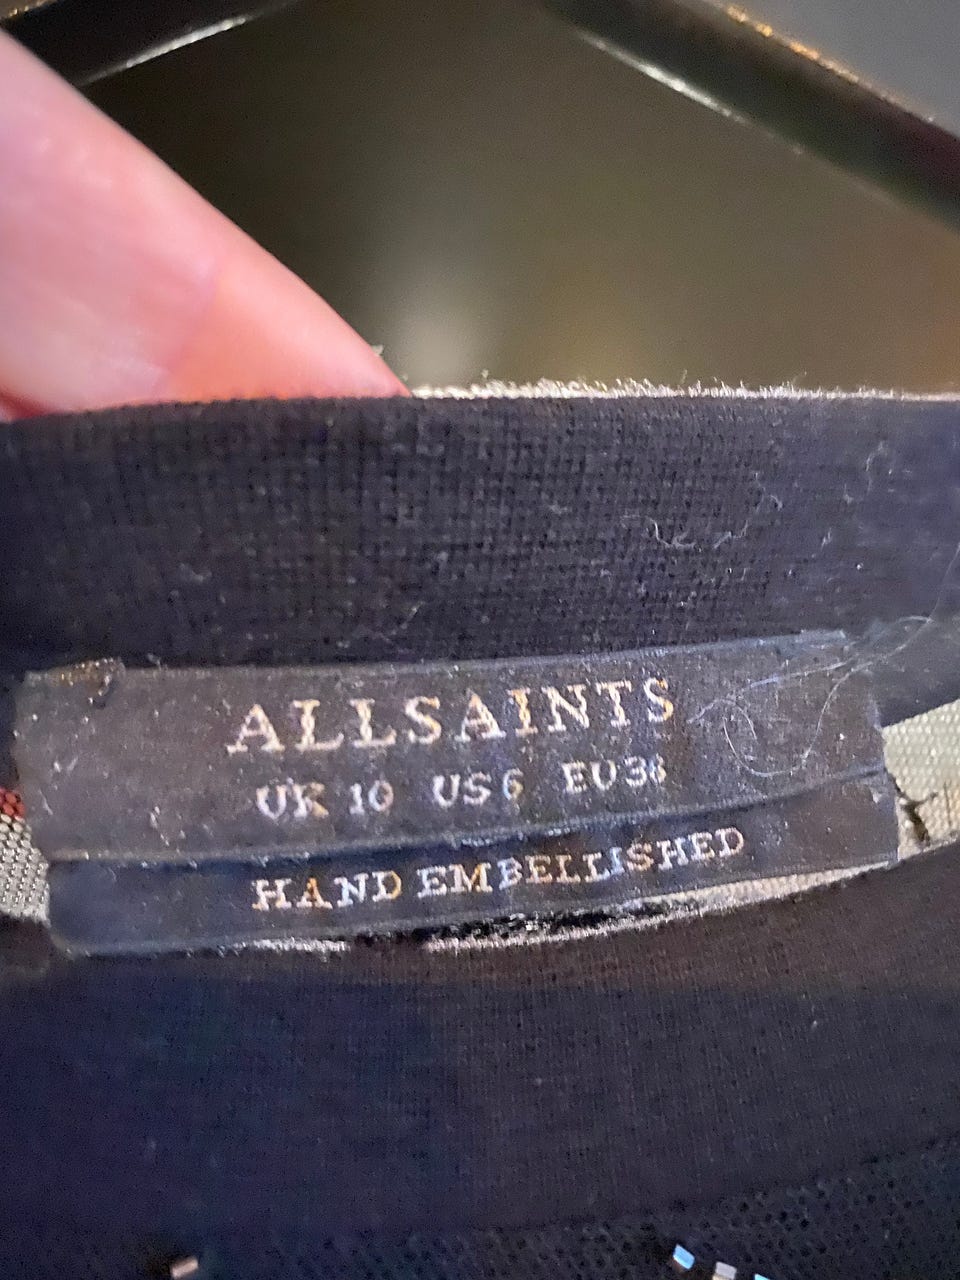 ALLSAINTS
UK 10 US 6 EU 38
HAND EMBELLISHED